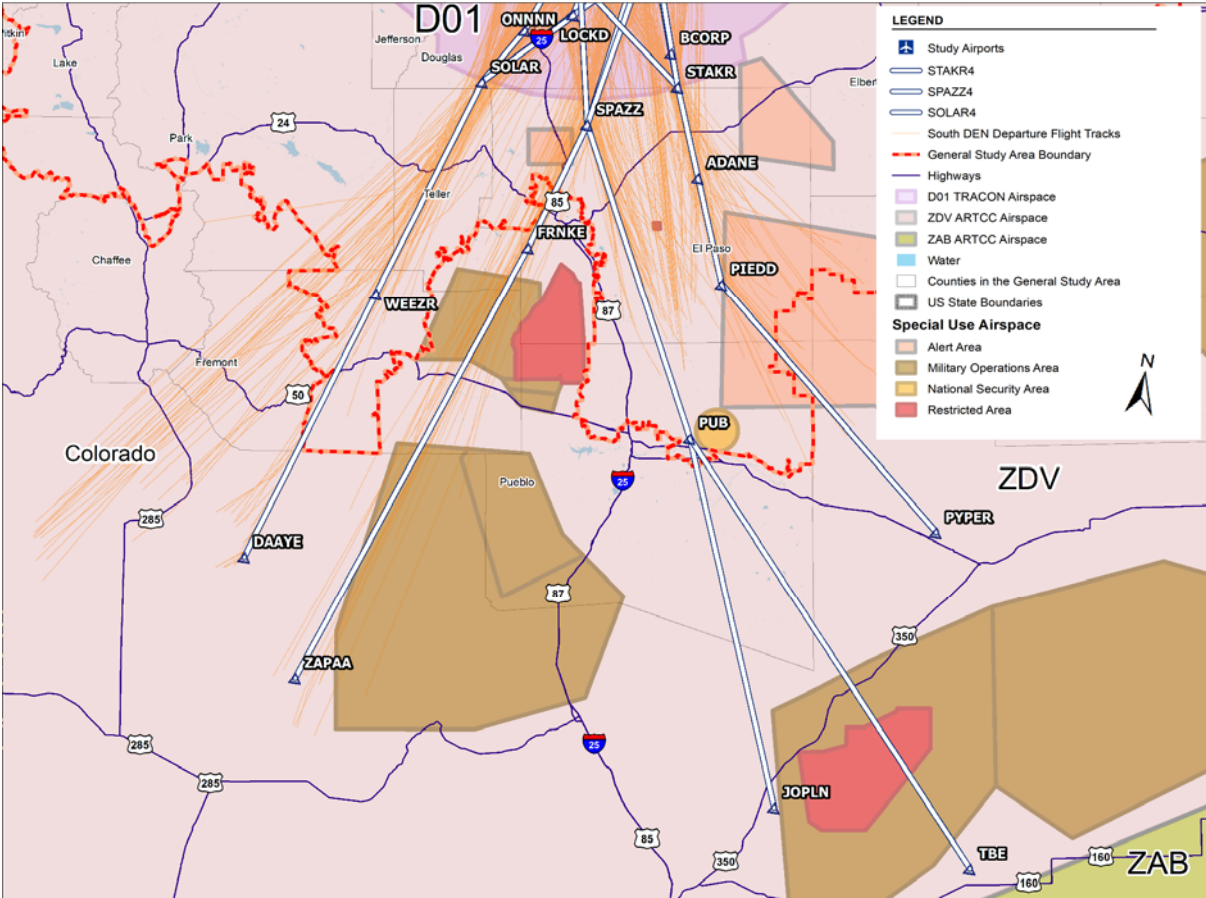 D01
ONNNN
25
LOCKD
Jefferson
Douglas
BCORP
Lake
SOLAR
STAKR
SPAZZ
24
Park
ADANE
Teller
85
FRNKE
El Paso
Chaffee
PIEDD
WEEZR
87
Fremont
50
PUB
Colorado
Pueblo
25
ZDV
285
PYPER
DAAYE
87
350
ZAPAA
285
25
285
JOPLN
85
TBE
350
160
160
ZAB
LEGEND
Study Airports
STAKR4
SPAZZ4
SOLAR4
South DEN Departure Flight Tracks
General Study Area Boundary
Highways
D01 TRACON Airspace
ZDV ARTCC Airspace
ZAB ARTCC Airspace
Water
Counties in the General Study Area
US State Boundaries
Special Use Airspace
Alert Area
Military Operations Area
National Security Area
Restricted Area
N